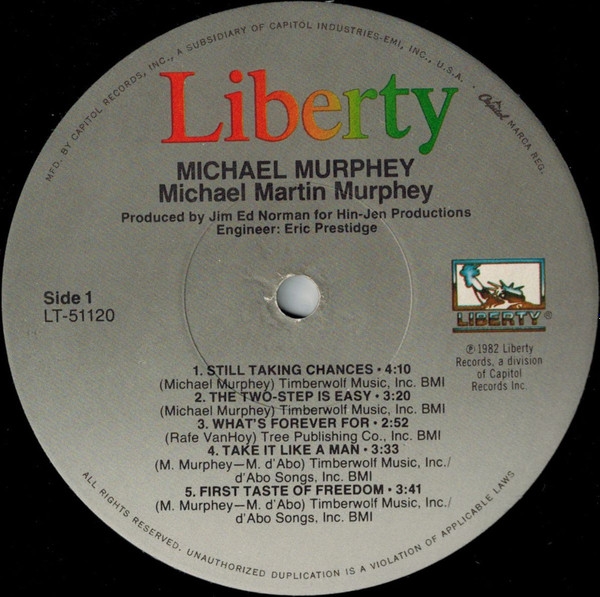 MFD. BY CAPITOL RECORDS, INC., A SUBSIDIARY OF CAPITOL INDUSTRIES-EMI, INC., U.S.A. · Capitol MARCA REG.
Liberty
MICHAEL MURPHEY
Michael Martin Murphey
Produced by Jim Ed Norman for Hin-Jen Productions
Engineer: Eric Prestidge
Side 1
LT-51120
LIBERTY®
℗ 1982 Liberty
Records, a division
of Capitol
Records Inc.
1. STILL TAKING CHANCES • 4:10
(Michael Murphey) Timberwolf Music, Inc. BMI
2. THE TWO-STEP IS EASY • 3:20
(Michael Murphey) Timberwolf Music, Inc. BMI
3. WHAT'S FOREVER FOR • 2:52
(Rafe VanHoy) Tree Publishing Co., Inc. BMI
4. TAKE IT LIKE A MAN • 3:33
(M. Murphey—M. d'Abo) Timberwolf Music, Inc./
d'Abo Songs, Inc. BMI
5. FIRST TASTE OF FREEDOM • 3:41
(M. Murphey—M. d'Abo) Timberwolf Music, Inc./
d'Abo Songs, Inc. BMI
ALL RIGHTS RESERVED. UNAUTHORIZED DUPLICATION IS A VIOLATION OF APPLICABLE LAWS